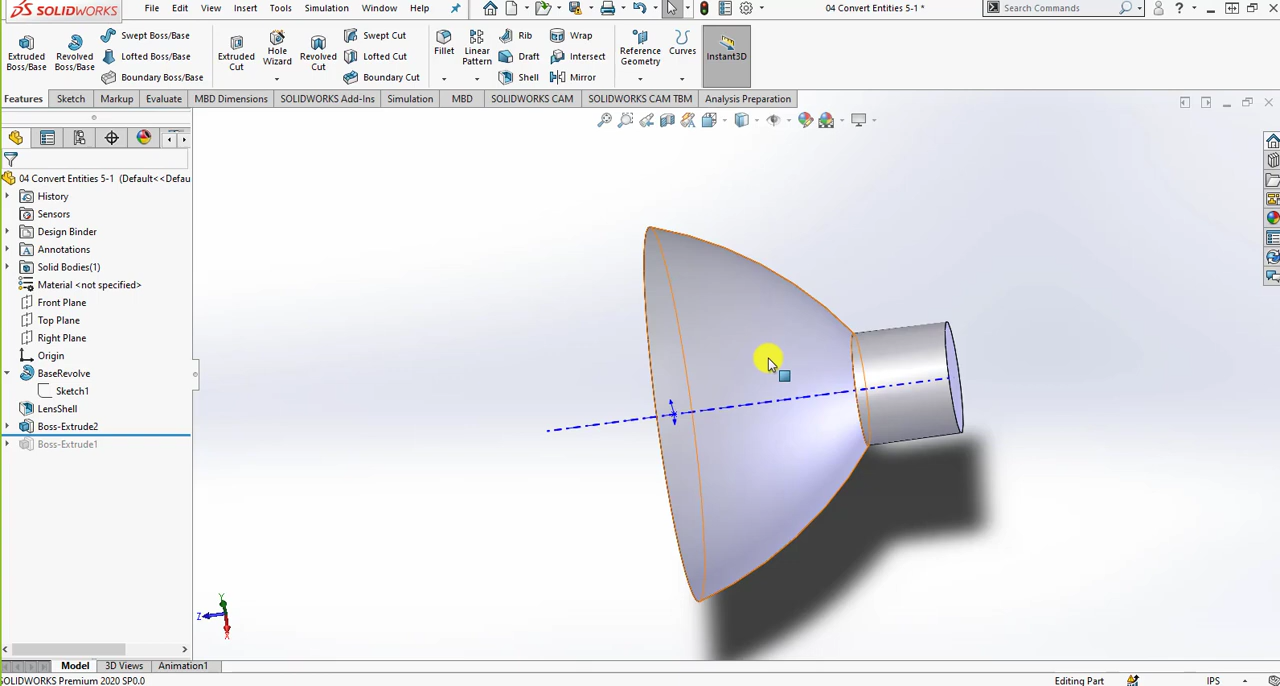 SOLIDWORKS
File Edit View Insert Tools Simulation Window Help
04 Convert Entities 5-1 *
Search Commands
Extruded Boss/Base
Revolved Boss/Base
Swept Boss/Base
Lofted Boss/Base
Boundary Boss/Base
Extruded Cut
Hole Wizard
Revolved Cut
Swept Cut
Lofted Cut
Boundary Cut
Fillet
Linear Pattern
Rib
Draft
Shell
Wrap
Intersect
Mirror
Reference Geometry
Curves
Instant3D
Features Sketch Markup Evaluate MBD Dimensions SOLIDWORKS Add-Ins Simulation MBD SOLIDWORKS CAM SOLIDWORKS CAM TBM Analysis Preparation
04 Convert Entities 5-1 (Default<<Defau
History
Sensors
Design Binder
Annotations
Solid Bodies(1)
Material <not specified>
Front Plane
Top Plane
Right Plane
Origin
BaseRevolve
Sketch1
LensShell
Boss-Extrude2
Boss-Extrude1
Y
Z
X
Model 3D Views Animation1
SOLIDWORKS Premium 2020 SP0.0
Editing Part
IPS